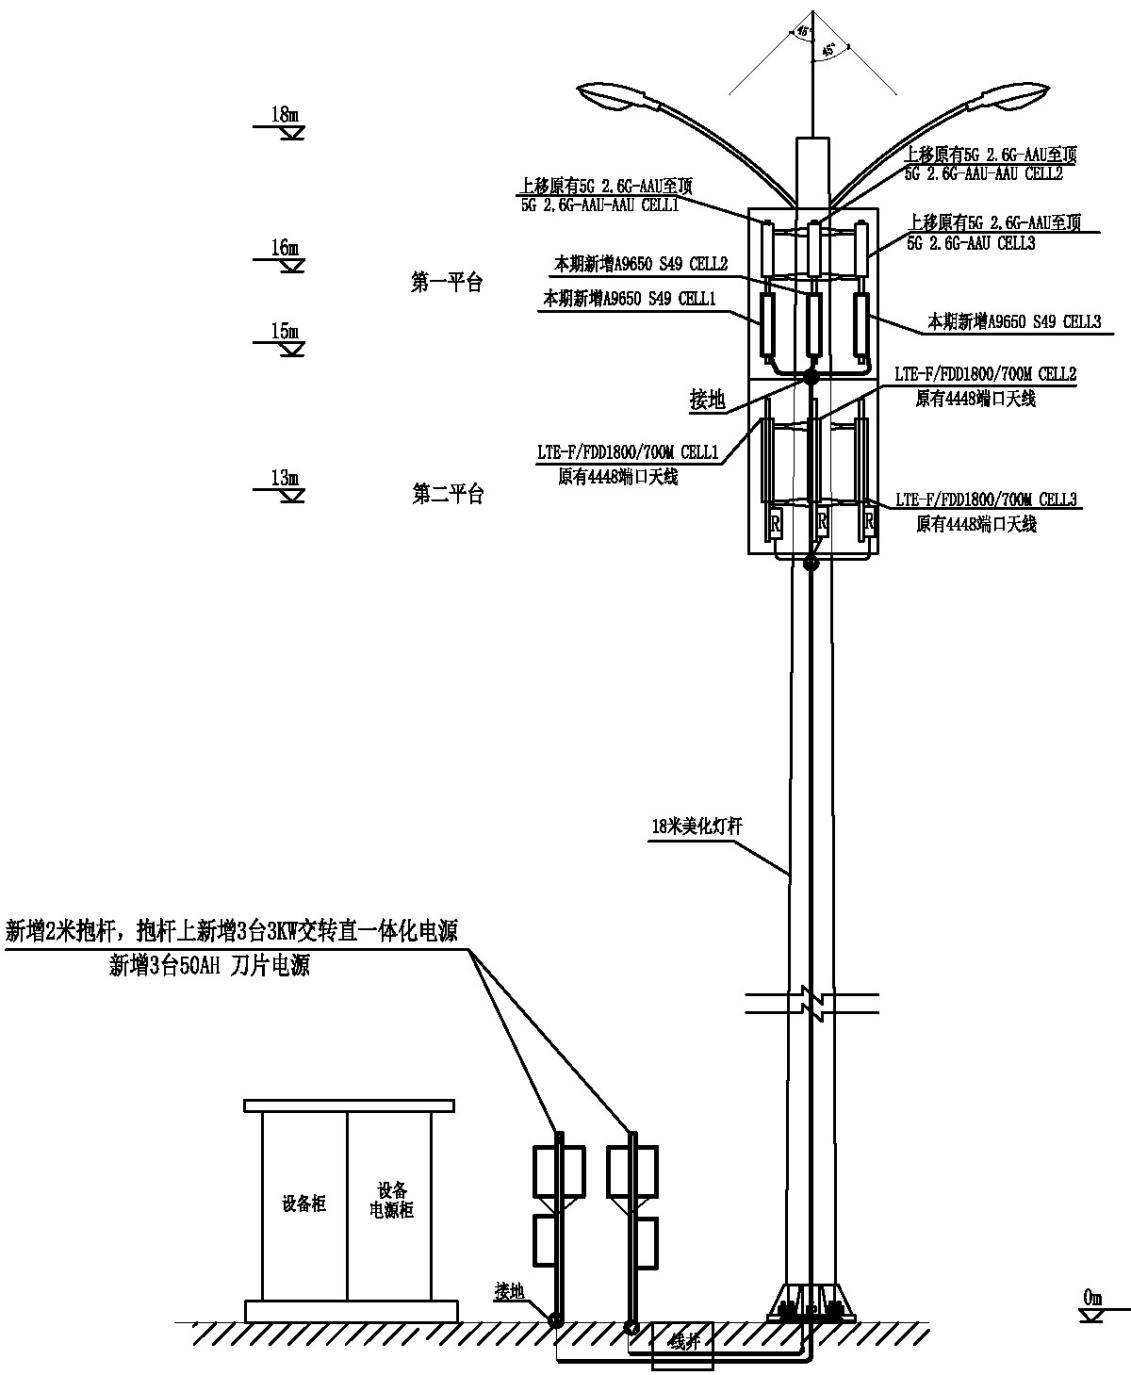 45°
45°
18m
上移原有5G 2.6G-AAU至顶
5G 2.6G-AAU-AAU CELL2
上移原有5G 2.6G-AAU至顶
5G 2.6G-AAU-AAU CELL1
上移原有5G 2.6G-AAU至顶
5G 2.6G-AAU CELL3
16m
本期新增A9650 S49 CELL2
第一平台
本期新增A9650 S49 CELL1
15m
本期新增A9650 S49 CELL3
LTE-F/FDD1800/700M CELL2
原有4448端口天线
接地
LTE-F/FDD1800/700M CELL1
原有4448端口天线
13m
第二平台
LTE-F/FDD1800/700M CELL3
原有4448端口天线
R
R
R
18米美化灯杆
新增2米抱杆，抱杆上新增3台3KW交转直一体化电源
新增3台50AH 刀片电源
设备柜
设备
电源柜
接地
0m
线井